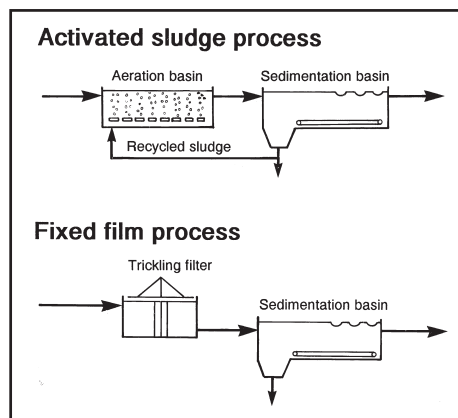 Activated sludge process
Aeration basin
Sedimentation basin
Recycled sludge
Fixed film process
Trickling filter
Sedimentation basin